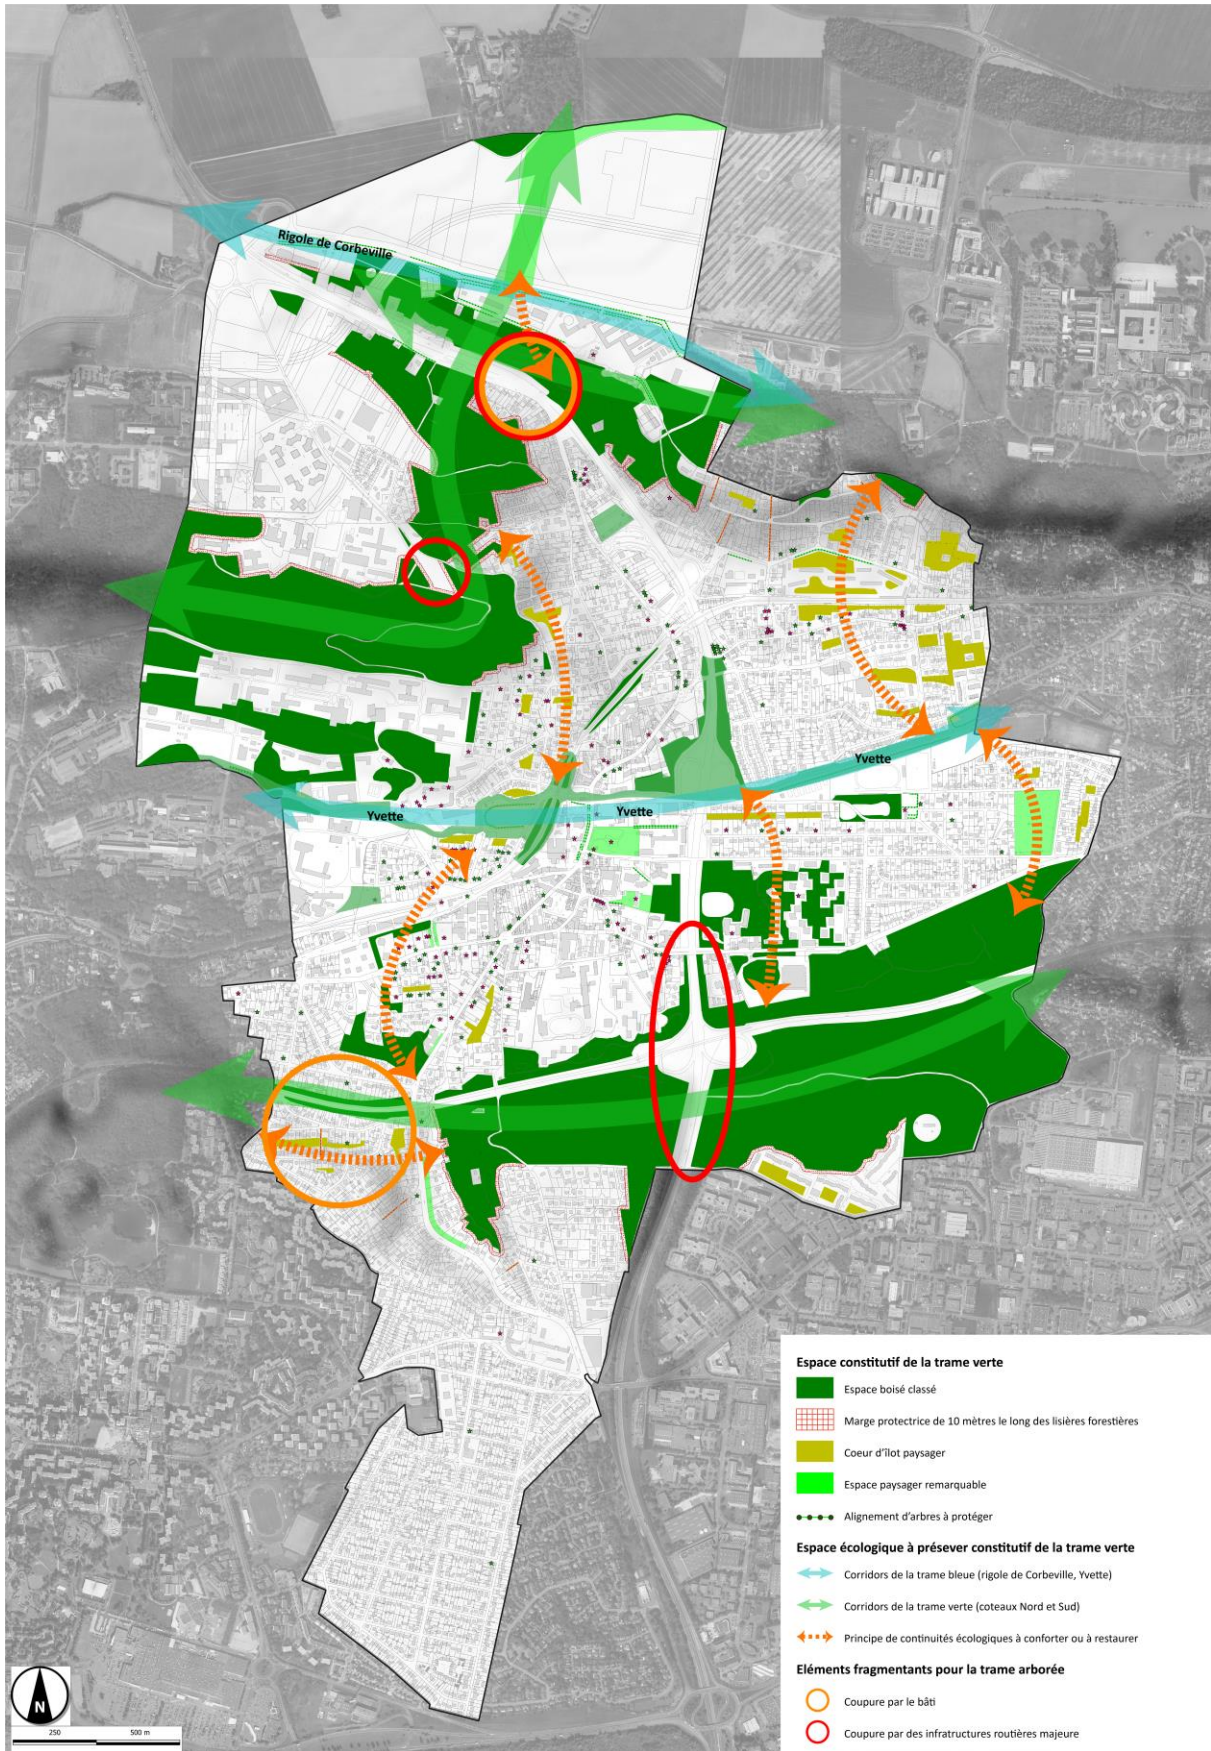 Rigole de Corbeville
Yvette
Yvette
Yvette
Espace constitutif de la trame verte
Espace boisé classé
Marge protectrice de 10 mètres le long des lisières forestières
Coeur d'îlot paysager
Espace paysager remarquable
Alignement d'arbres à protéger
Espace écologique à présever constitutif de la trame verte
Corridors de la trame bleue (rigole de Corbeville, Yvette)
Corridors de la trame verte (coteaux Nord et Sud)
Principe de continuités écologiques à conforter ou à restaurer
Eléments fragmentants pour la trame arborée
Coupure par le bâti
Coupure par des infratructures routières majeure
N
250 500 m